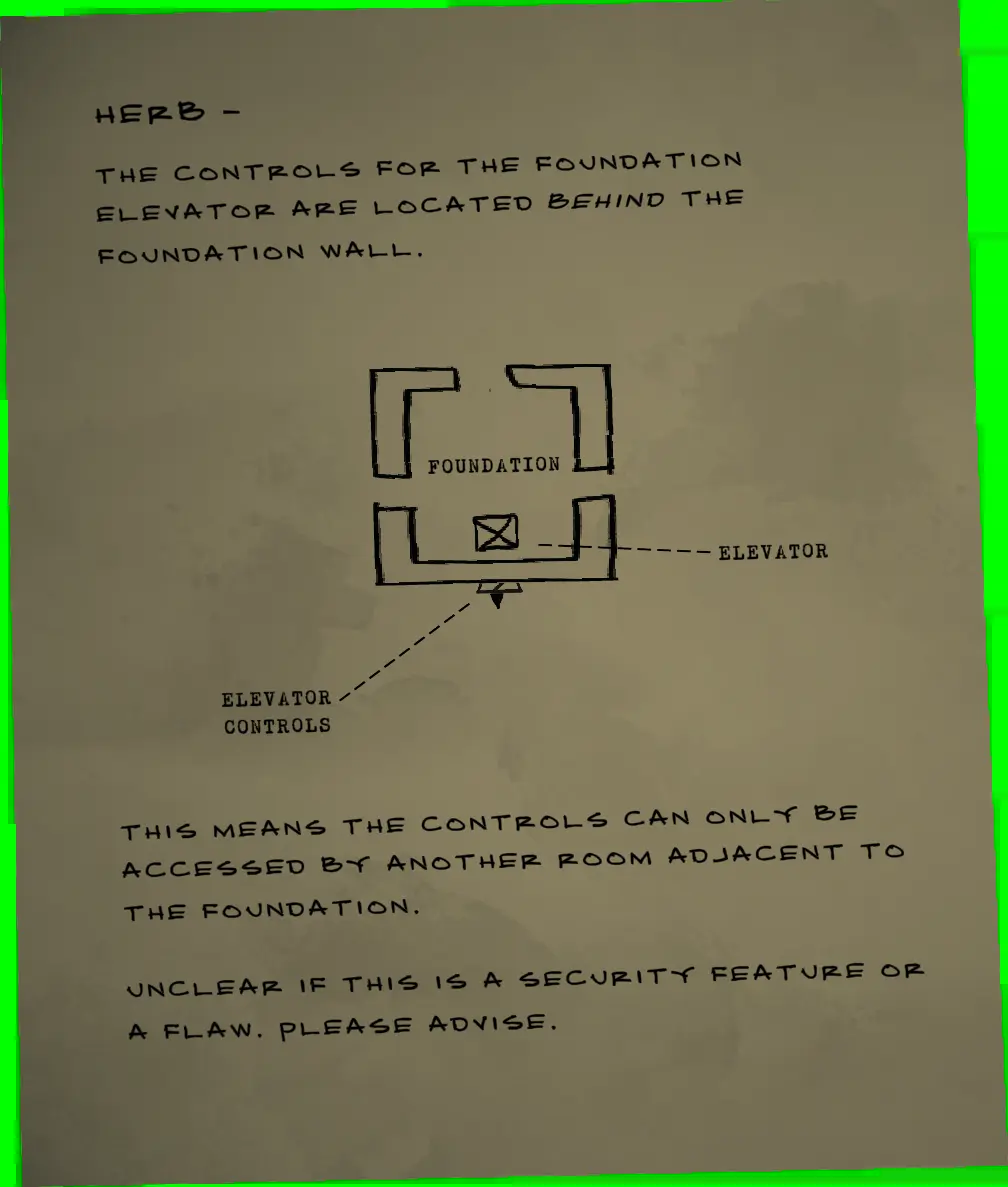 HERB -
THE CONTROLS FOR THE FOUNDATION
ELEVATOR ARE LOCATED BEHIND THE
FOUNDATION WALL.
FOUNDATION
ELEVATOR
ELEVATOR
CONTROLS
THIS MEANS THE CONTROLS CAN ONLY BE
ACCESSED BY ANOTHER ROOM ADJACENT TO
THE FOUNDATION.
UNCLEAR IF THIS IS A SECURITY FEATURE OR
A FLAW. PLEASE ADVISE.